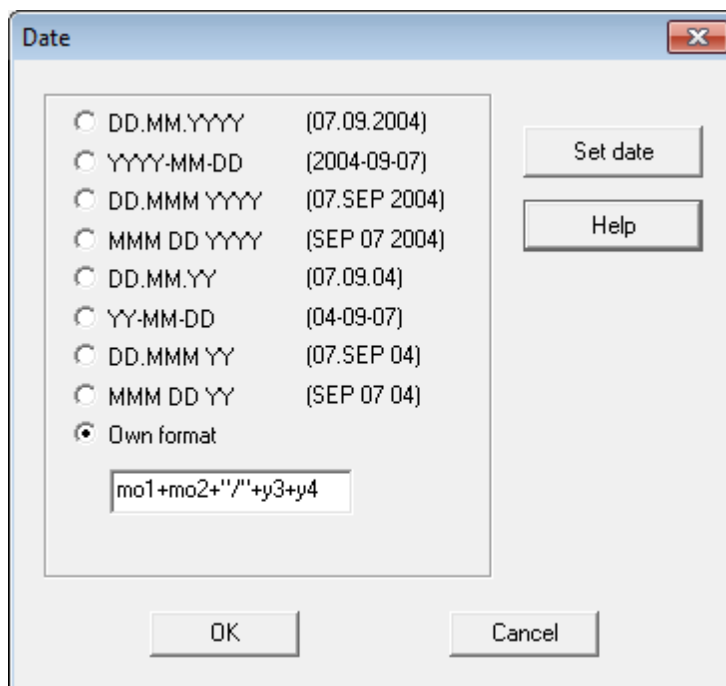 Date
DD.MM.YYYY (07.09.2004)
YYYY-MM-DD (2004-09-07)
Set date
DD.MMM YYYY (07.SEP 2004)
Help
MMM DD YYYY (SEP 07 2004)
DD.MM.YY (07.09.04)
YY-MM-DD (04-09-07)
DD.MMM YY (07.SEP 04)
MMM DD YY (SEP 07 04)
Own format
mo1+mo2+"/"+y3+y4
OK Cancel